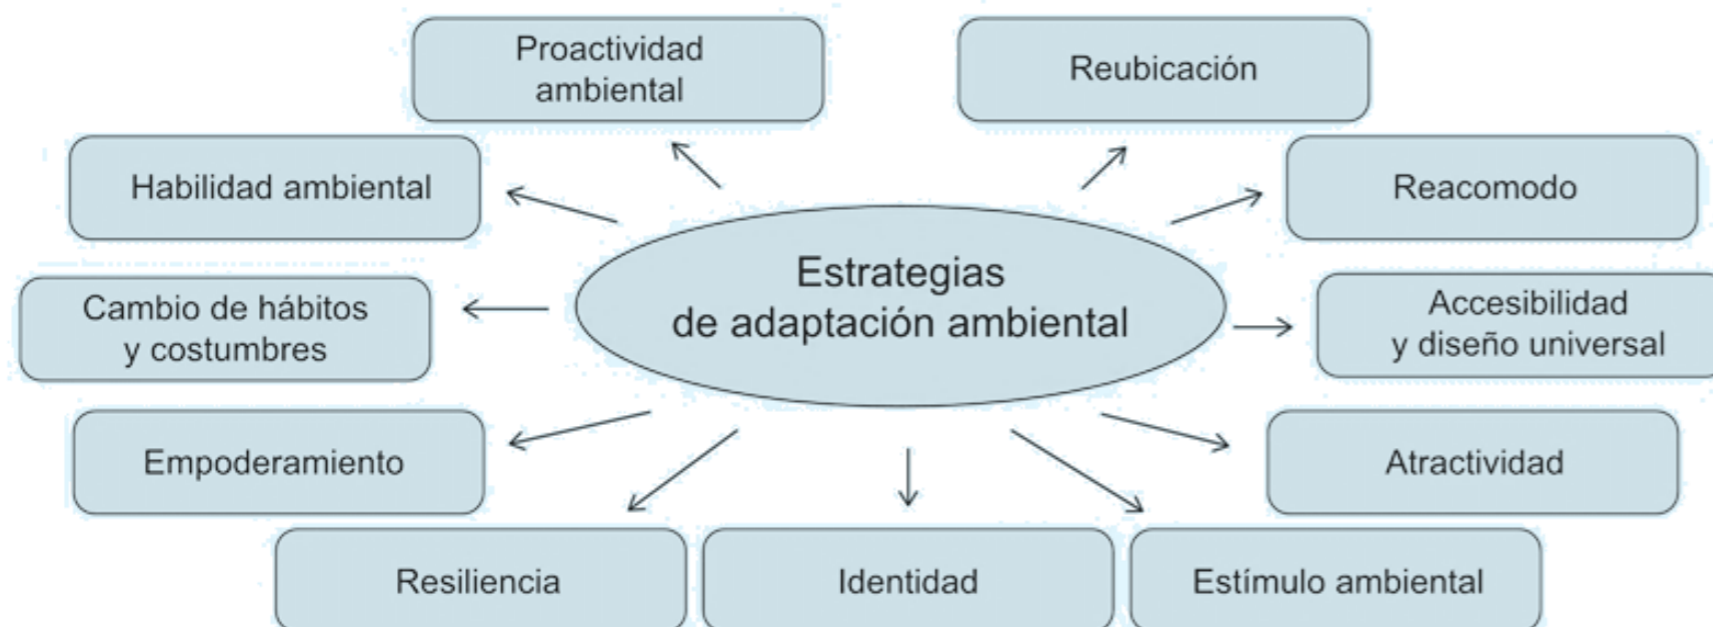 Proactividad
ambiental
Reubicación
Habilidad ambiental
Reacomodo
Estrategias
de adaptación ambiental
Cambio de hábitos
y costumbres
Accesibilidad
y diseño universal
Empoderamiento
Atractividad
Resiliencia
Identidad
Estímulo ambiental